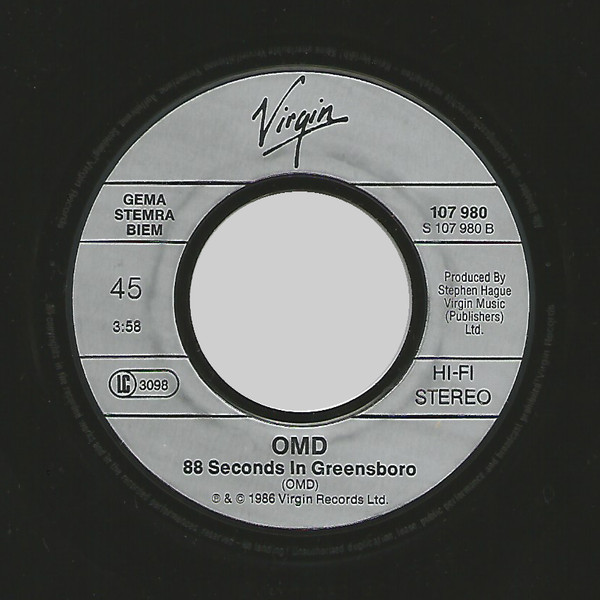 Virgin
GEMA
STEMRA
BIEM
107 980
S 107 980 B
45
3:58
Produced By
Stephen Hague
Virgin Music
(Publishers)
Ltd.
LC 3098
HI-FI
STEREO
OMD
88 Seconds In Greensboro
(OMD)
℗ & © 1986 Virgin Records Ltd.